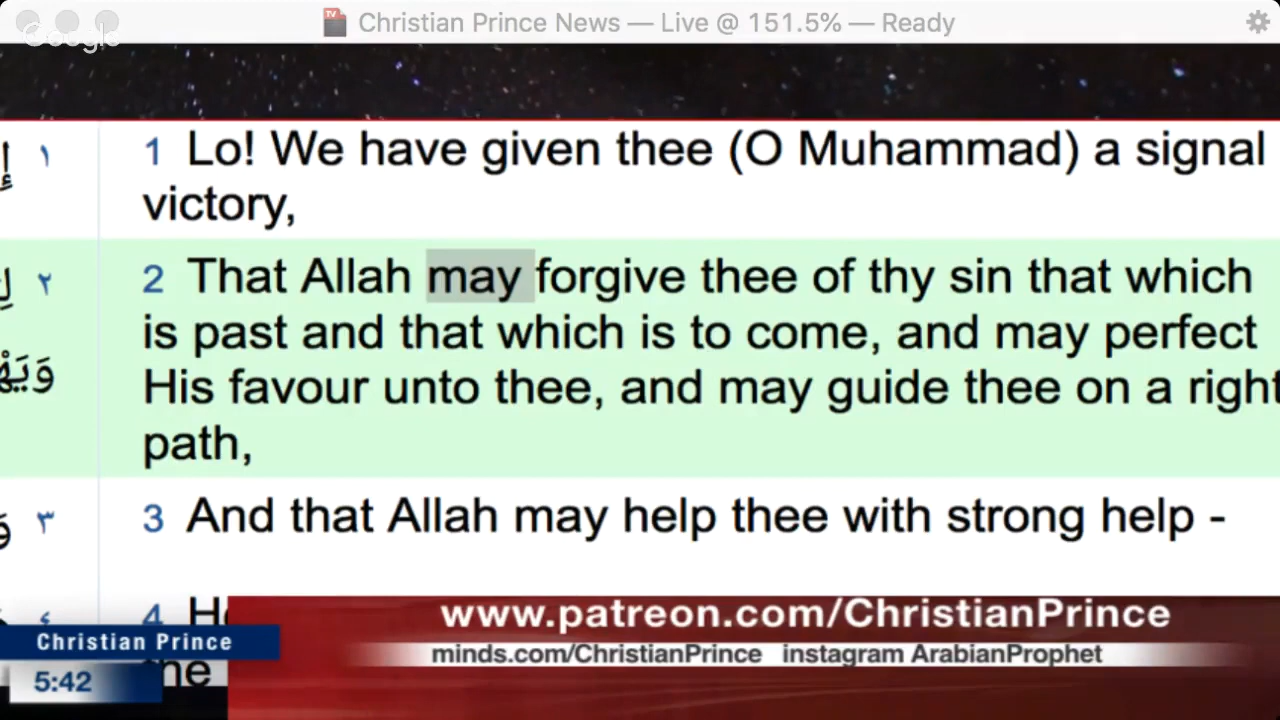 Christian Prince News — Live @ 151.5% — Ready
Google
١
1 Lo! We have given thee (O Muhammad) a signal
victory,
٢
2 That Allah may forgive thee of thy sin that which
is past and that which is to come, and may perfect
His favour unto thee, and may guide thee on a right
path,
٣
3 And that Allah may help thee with strong help -
٤
4
www.patreon.com/ChristianPrince
Christian Prince
minds.com/ChristianPrince instagram ArabianProphet
5:42